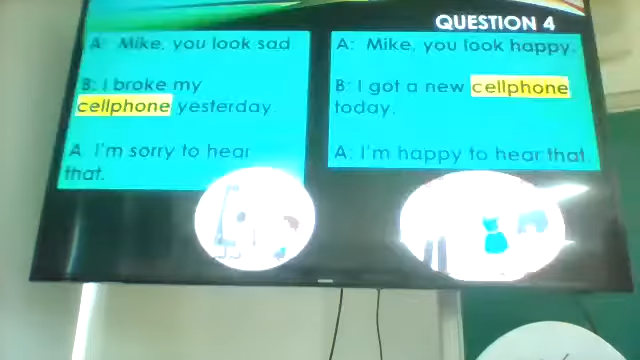 QUESTION 4
A: Mike, you look sad
B: I broke my
cellphone yesterday.
A I'm sorry to hear
that.
A: Mike, you look happy.
B: I got a new cellphone
today.
A: I'm happy to hear that.